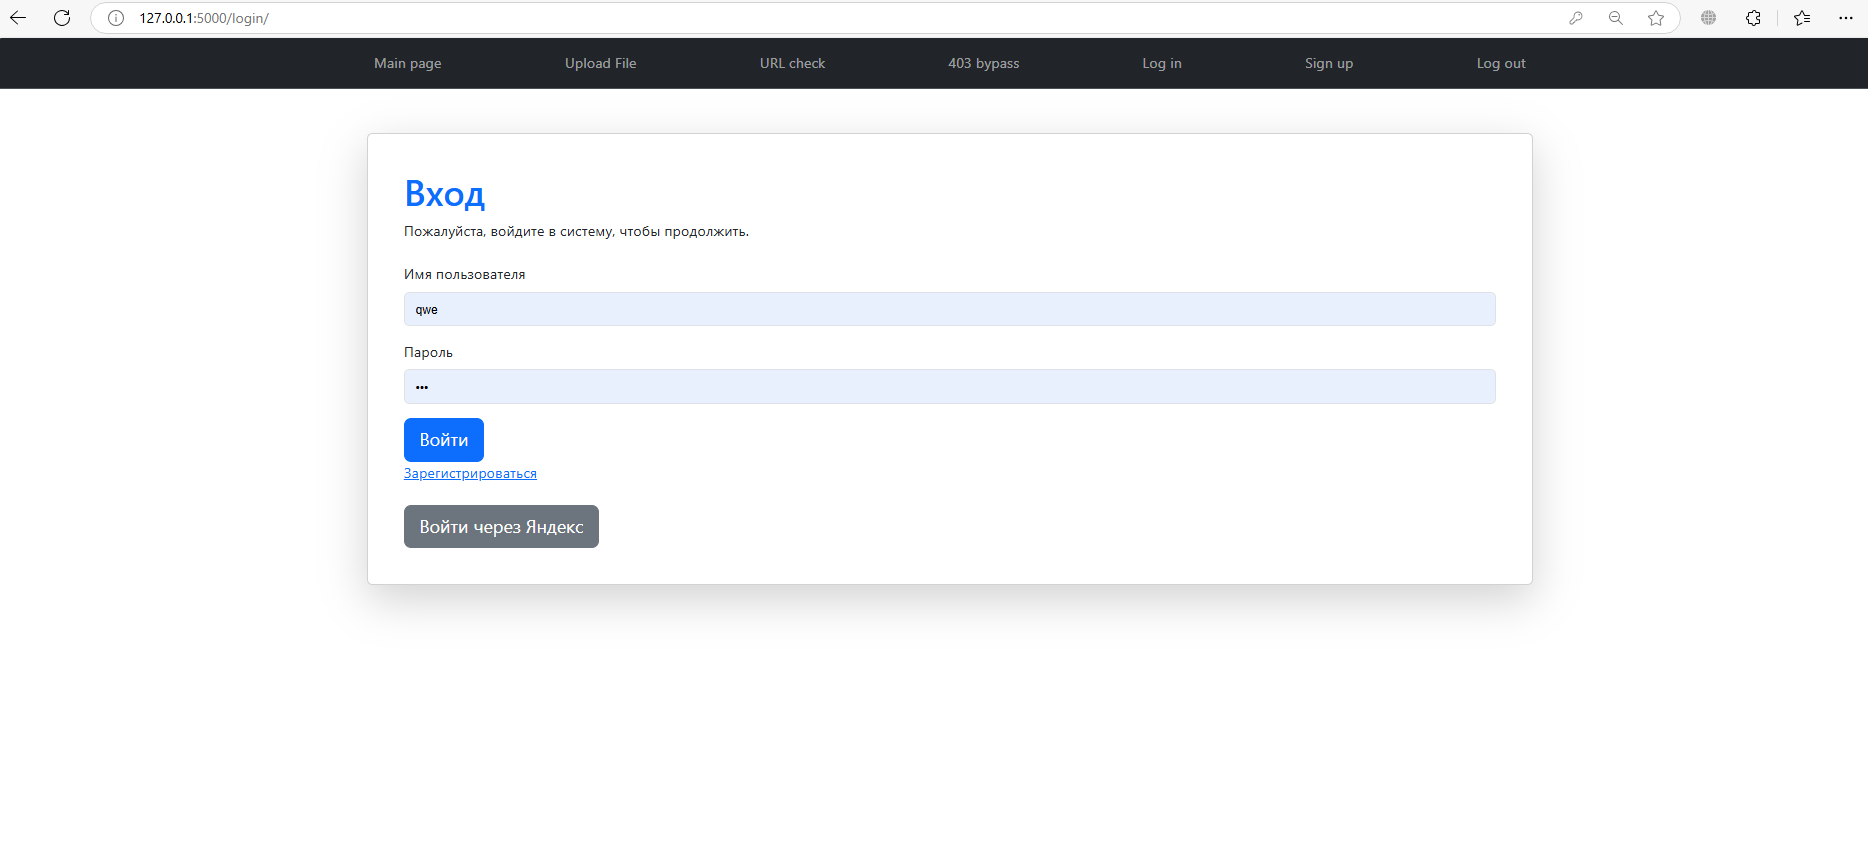 127.0.0.1:5000/login/
Main page Upload File URL check 403 bypass Log in Sign up Log out
Вход
Пожалуйста, войдите в систему, чтобы продолжить.
Имя пользователя
qwe
Пароль
•••
Войти
Зарегистрироваться
Войти через Яндекс